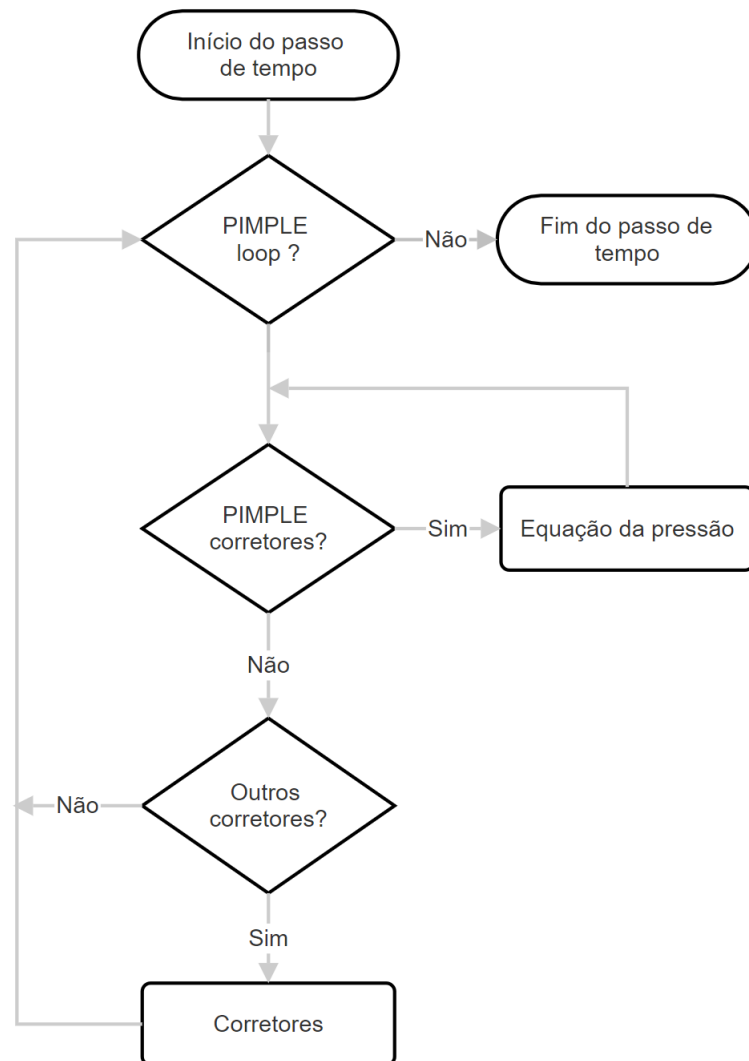 Início do passo
de tempo
PIMPLE
loop ?
Não
Fim do passo de
tempo
PIMPLE
corretores?
Sim
Equação da pressão
Não
Outros
corretores?
Não
Sim
Corretores